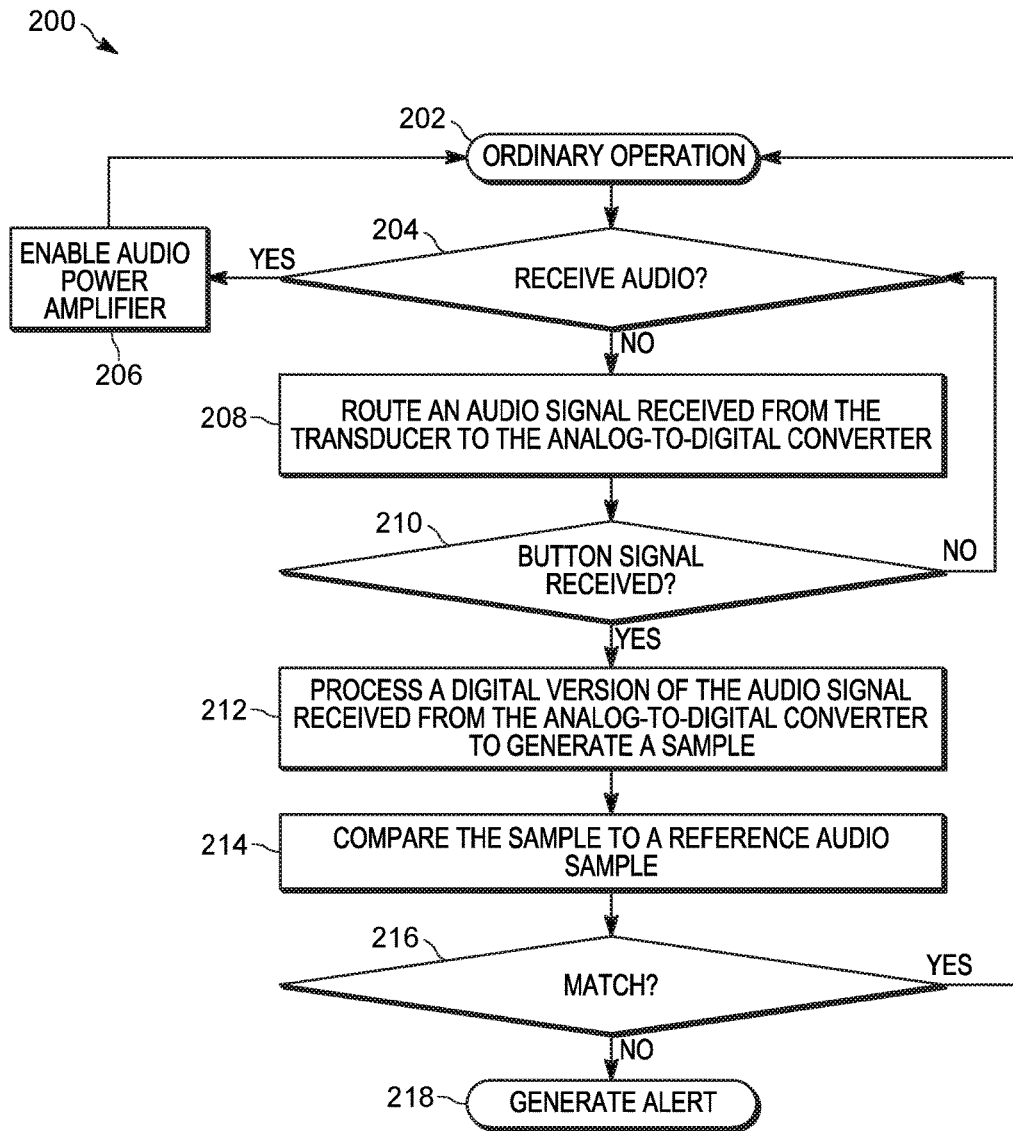 200
202
ORDINARY OPERATION
204
RECEIVE AUDIO?
YES
ENABLE AUDIO
POWER
AMPLIFIER
206
NO
208
ROUTE AN AUDIO SIGNAL RECEIVED FROM THE
TRANSDUCER TO THE ANALOG-TO-DIGITAL CONVERTER
210
BUTTON SIGNAL
RECEIVED?
NO
YES
212
PROCESS A DIGITAL VERSION OF THE AUDIO SIGNAL
RECEIVED FROM THE ANALOG-TO-DIGITAL CONVERTER
TO GENERATE A SAMPLE
214
COMPARE THE SAMPLE TO A REFERENCE AUDIO
SAMPLE
216
MATCH?
YES
NO
218
GENERATE ALERT